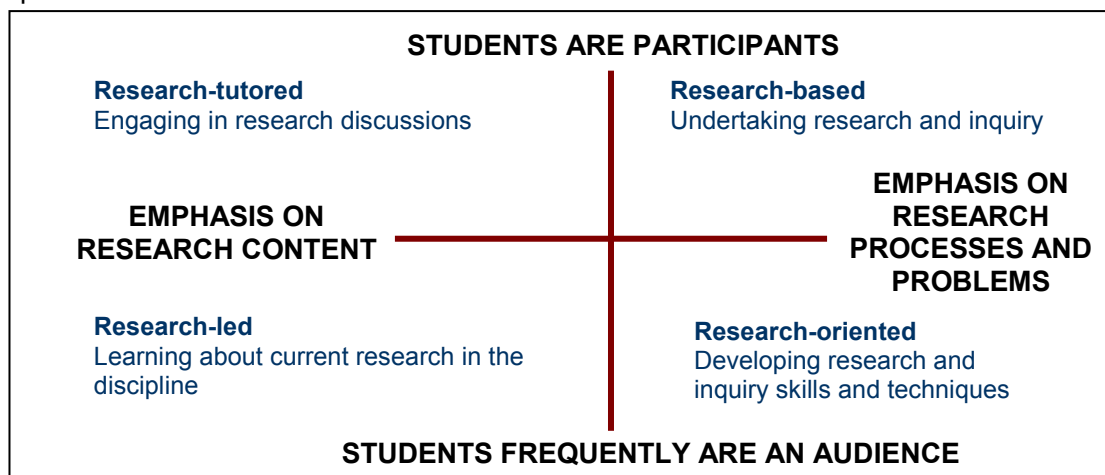 STUDENTS ARE PARTICIPANTS
Research-tutored
Engaging in research discussions
Research-based
Undertaking research and inquiry
EMPHASIS ON
RESEARCH CONTENT
EMPHASIS ON
RESEARCH
PROCESSES AND
PROBLEMS
Research-led
Learning about current research in the
discipline
Research-oriented
Developing research and
inquiry skills and techniques
STUDENTS FREQUENTLY ARE AN AUDIENCE